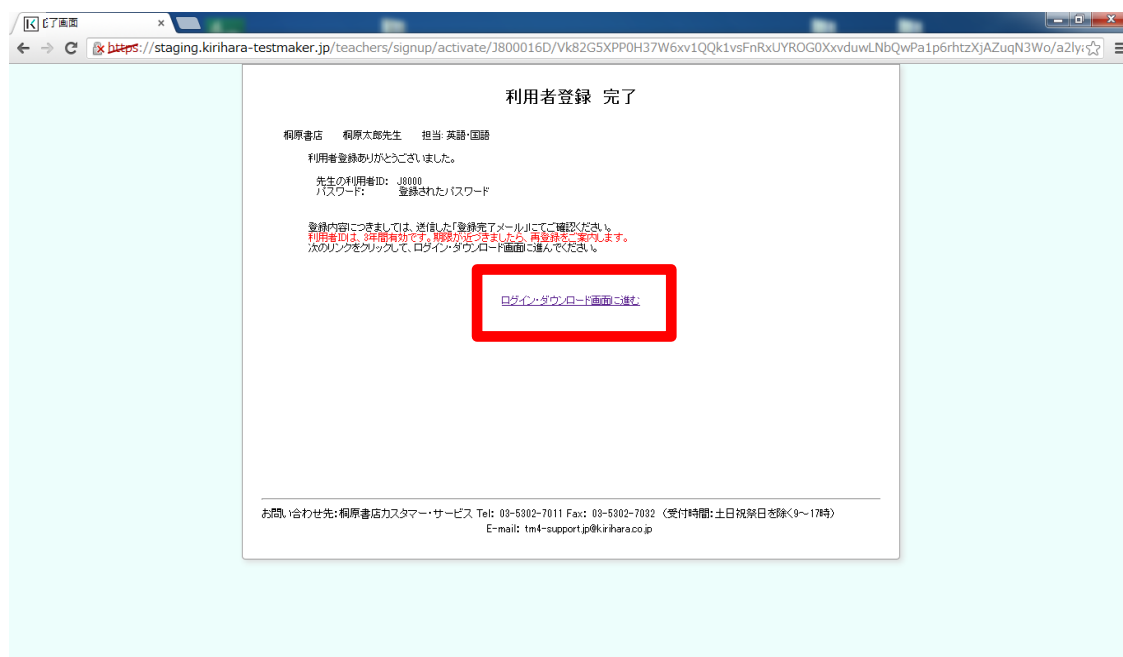 了画面
https://staging.kirihara-testmaker.jp/teachers/signup/activate/J800016D/Vk82G5XPP0H37W6xv1QQk1vsFnRxUYROG0XxvduwLNbQwPa1p6rhtzXjAZuqN3Wo/a2ly
利用者登録 完了
桐原書店 桐原太郎先生 担当: 英語・国語
利用者登録ありがとうございました。
先生の利用者ID: J8000
パスワード: 登録されたパスワード
登録内容につきましては、送信した「登録完了メール」にてご確認ください。
利用者IDは、3年間有効です。期限が近づきましたら、再登録をご案内します。
次のリンクをクリックして、ログイン・ダウンロード画面に進んでください。
ログイン・ダウンロード画面に進む
お問い合わせ先:桐原書店カスタマー・サービス Tel: 03-5302-7011 Fax: 03-5302-7032 (受付時間:土日祝祭日を除く9~17時)
E-mail: tm4-support.jp@kirihara.co.jp